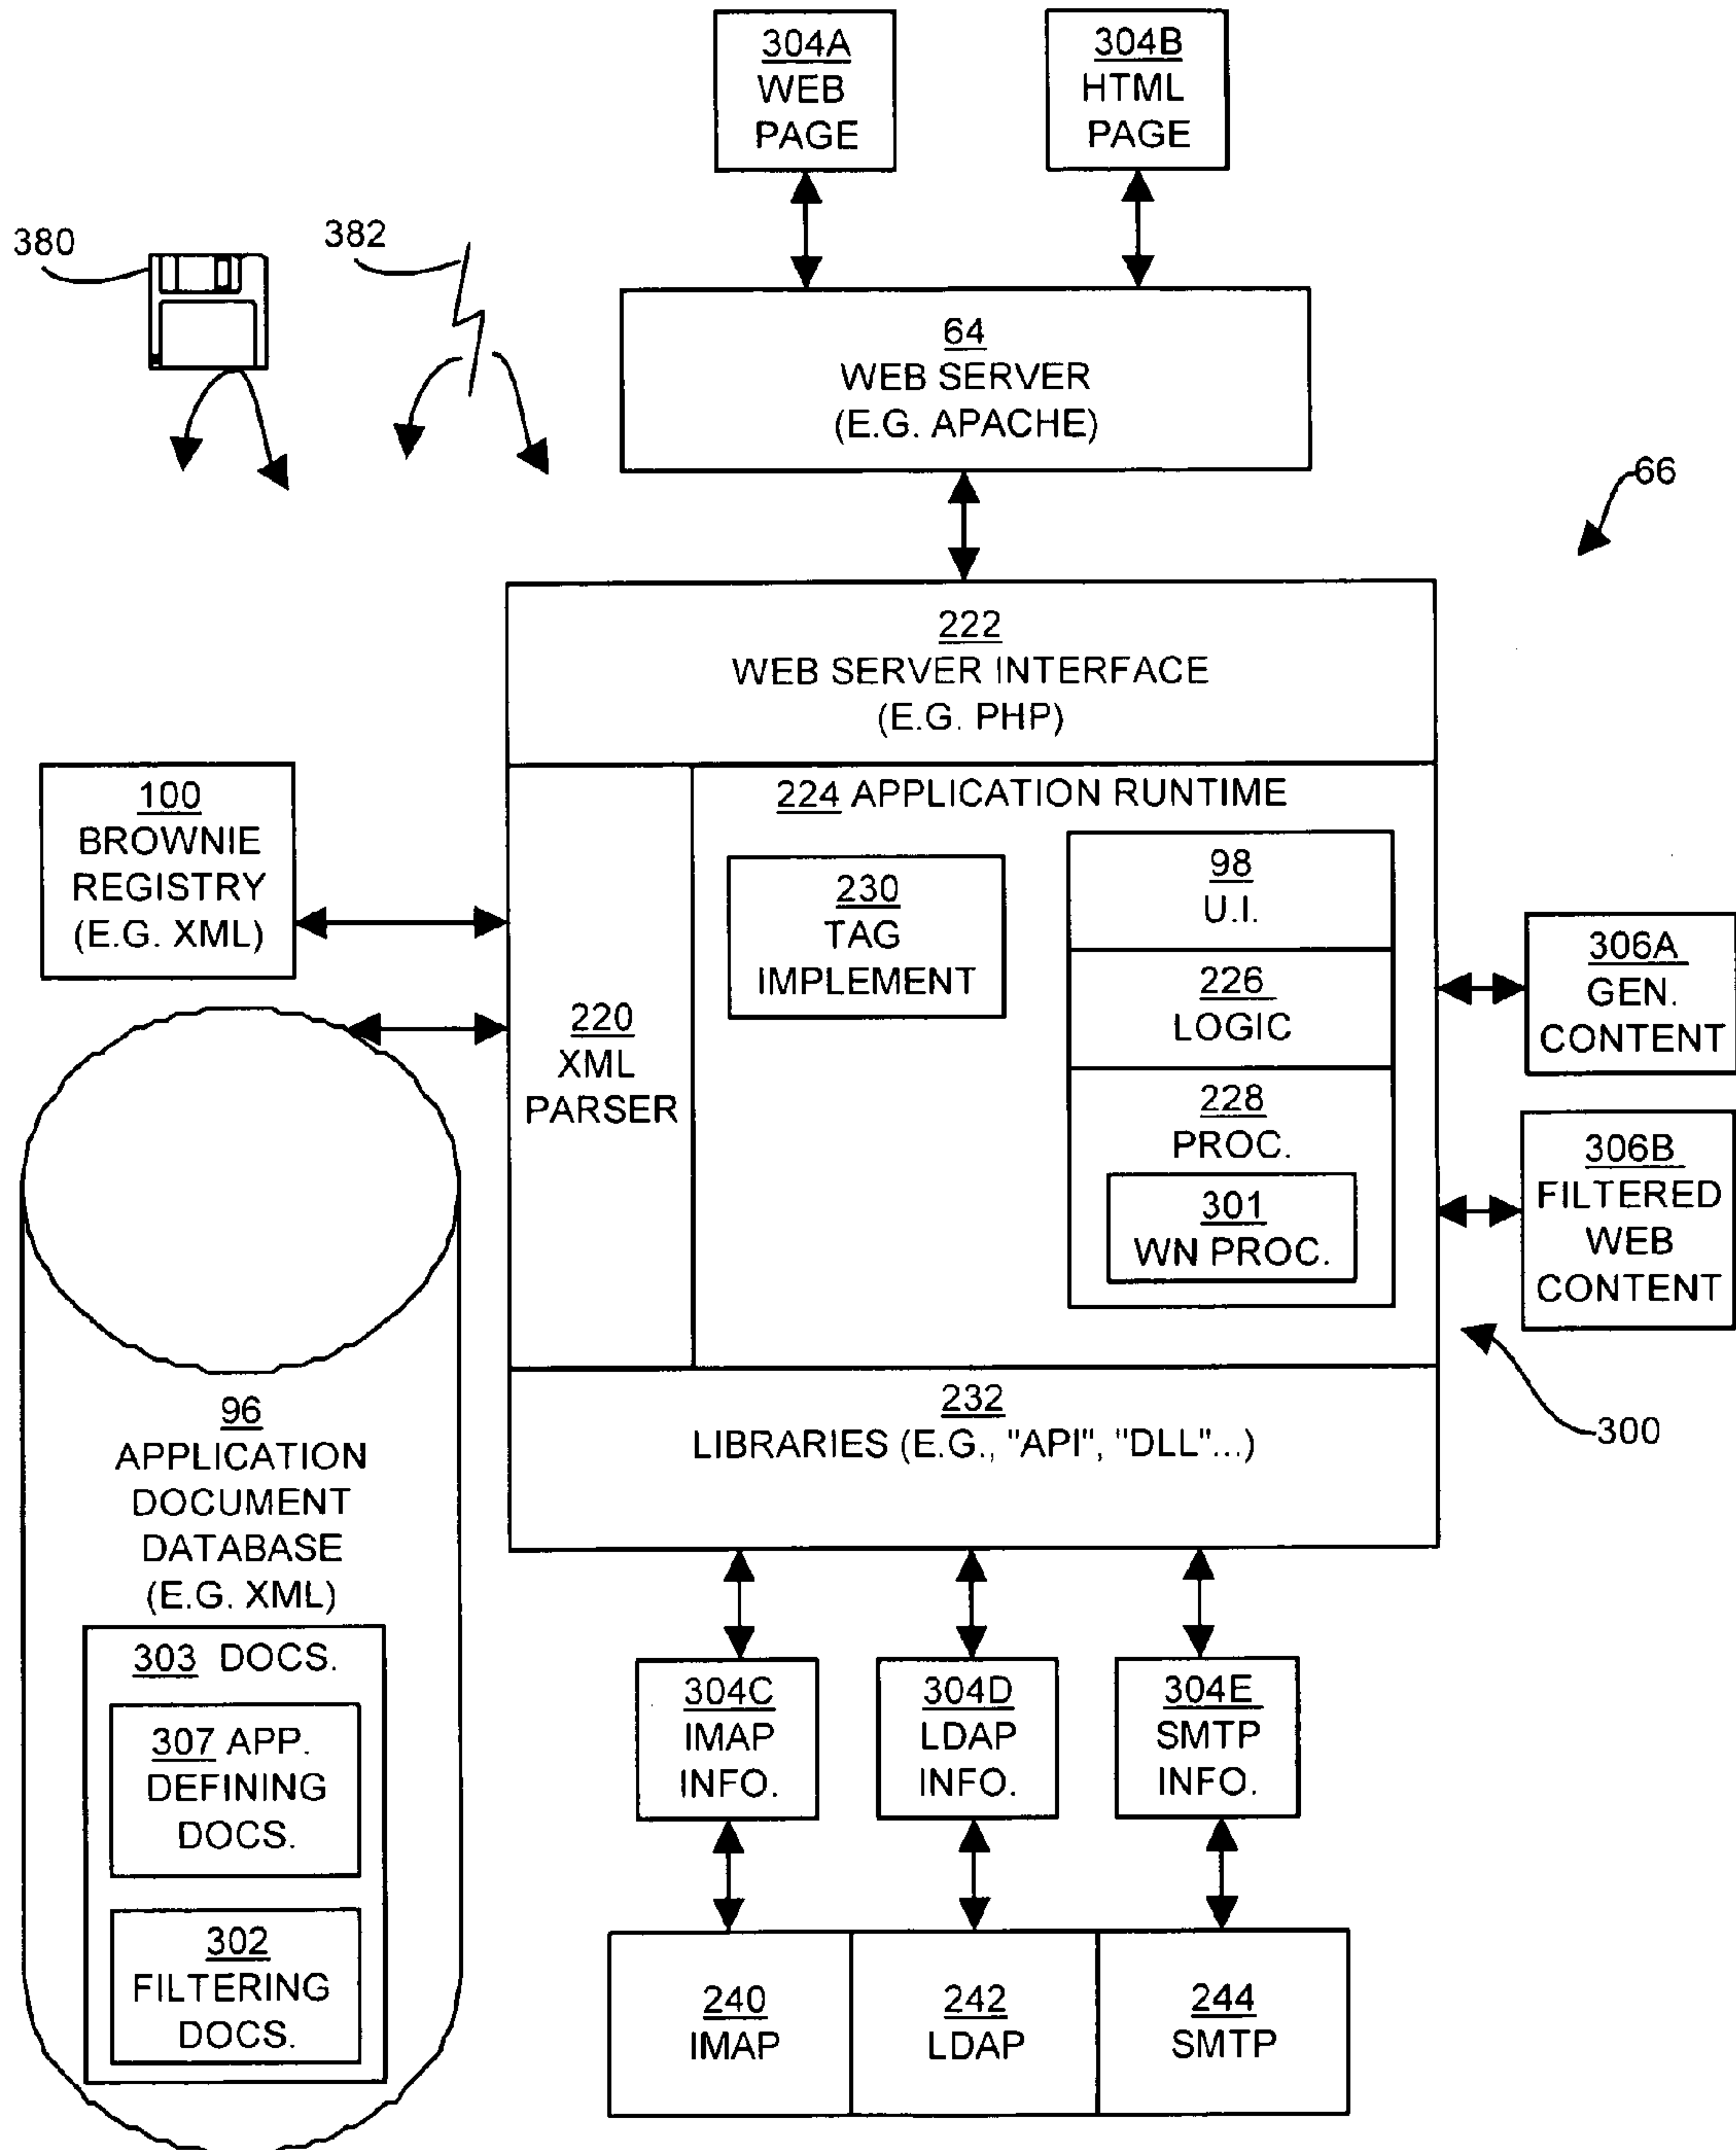 304A
WEB
PAGE
304B
HTML
PAGE
380
382
64
WEB SERVER
(E.G. APACHE)
66
222
WEB SERVER INTERFACE
(E.G. PHP)
100
BROWNIE
REGISTRY
(E.G. XML)
224 APPLICATION RUNTIME
230
TAG
IMPLEMENT
98
U.I.
226
LOGIC
228
PROC.
301
WN PROC.
220
XML
PARSER
306A
GEN.
CONTENT
306B
FILTERED
WEB
CONTENT
300
232
LIBRARIES (E.G., "API", "DLL"...)
96
APPLICATION
DOCUMENT
DATABASE
(E.G. XML)
303 DOCS.
307 APP.
DEFINING
DOCS.
302
FILTERING
DOCS.
304C
IMAP
INFO.
304D
LDAP
INFO.
304E
SMTP
INFO.
240
IMAP
242
LDAP
244
SMTP